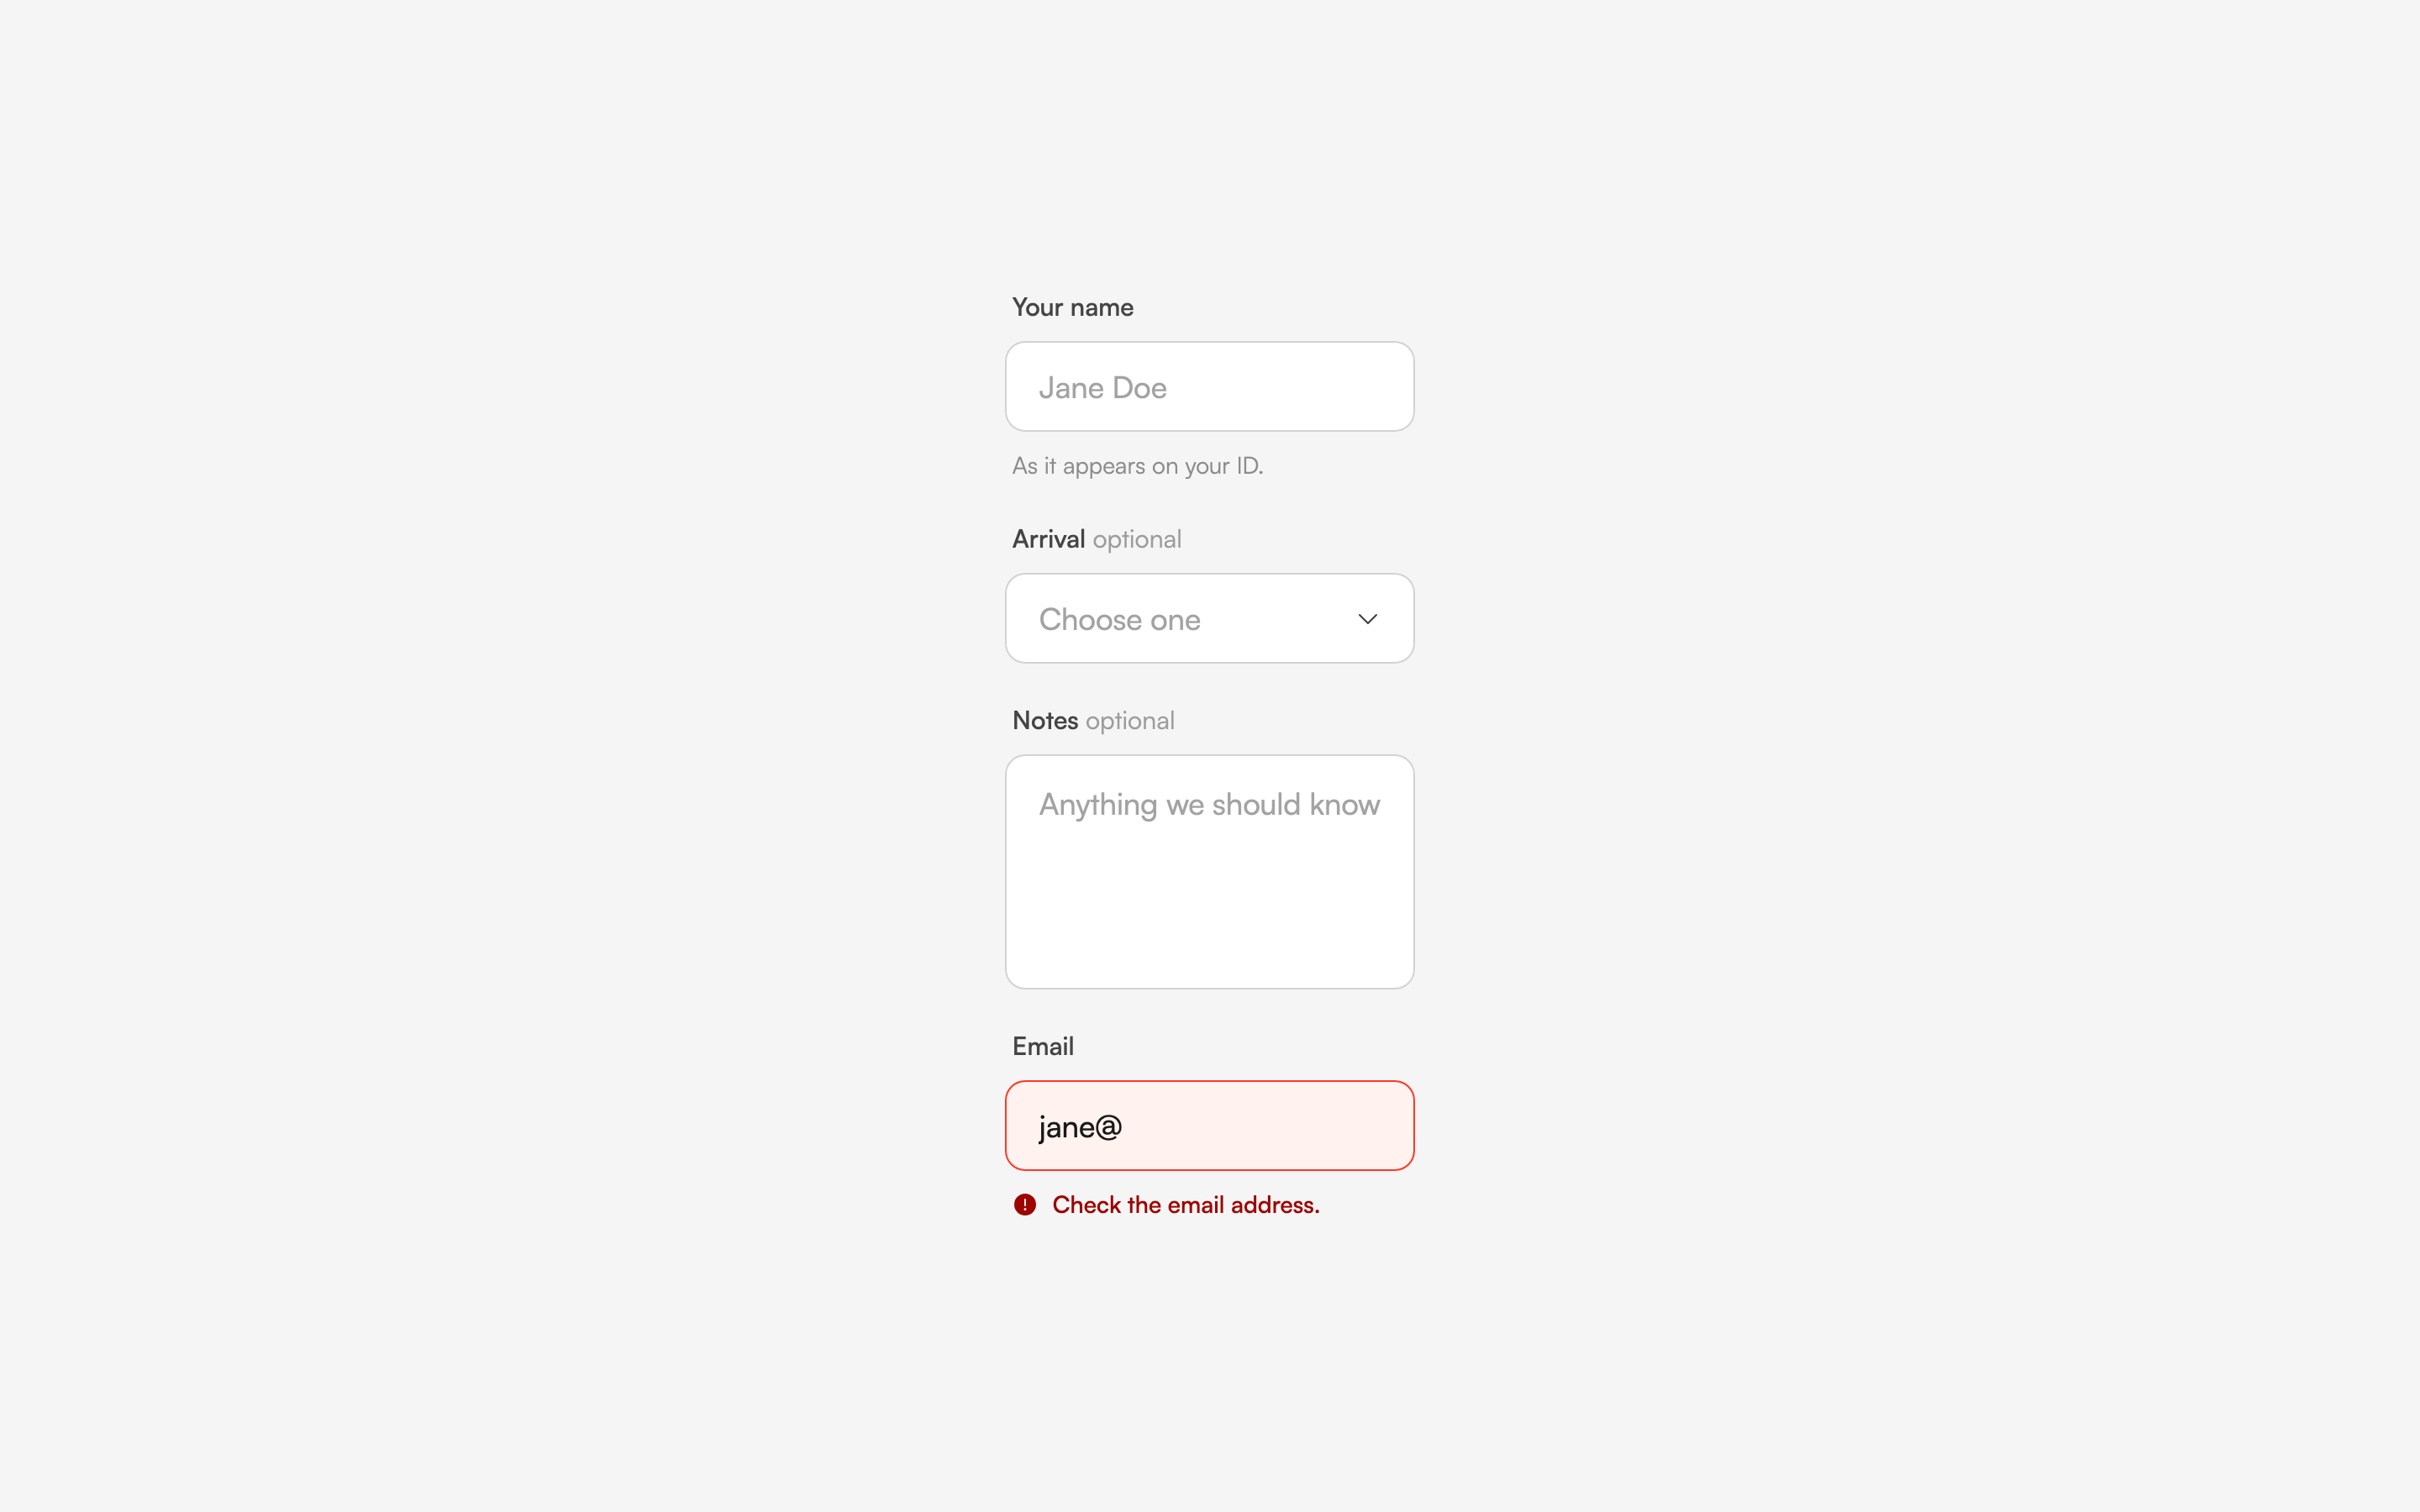 Your name
Jane Doe
As it appears on your ID.
Arrival optional
Choose one
Notes optional
Anything we should know
Email
jane@
Check the email address.